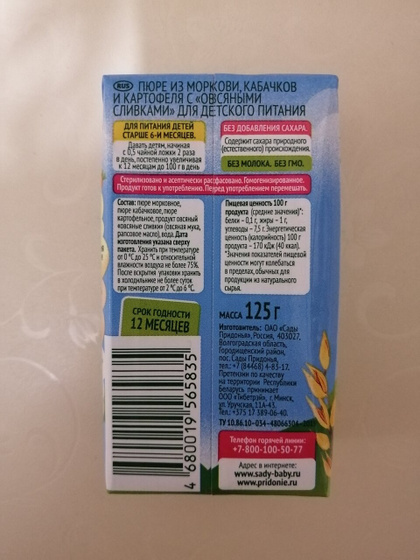 RUS ПЮРЕ ИЗ МОРКОВИ, КАБАЧКОВ
И КАРТОФЕЛЯ С «ОВСЯНЫМИ
СЛИВКАМИ» ДЛЯ ДЕТСКОГО ПИТАНИЯ
ДЛЯ ПИТАНИЯ ДЕТЕЙ
СТАРШЕ 6-И МЕСЯЦЕВ.
Давать детям, начиная
с 0,5 чайной ложки 2 раза
в день, постепенно увеличивая
к 12 месяцам до 100 г в день
БЕЗ ДОБАВЛЕНИЯ САХАРА.
Содержит сахара природного
(естественного) происхождения.
БЕЗ МОЛОКА. БЕЗ ГМО.
Стерилизовано и асептически расфасовано. Гомогенизированное.
Продукт готов к употреблению. Перед употреблением перемешать.
Состав: пюре морковное,
пюре кабачковое, пюре
картофельное, продукт овсяный
«овсяные сливки» (овсяная мука,
рапсовое масло), вода. Дата
изготовления указана сверху
пакета. Хранить при температуре
от 0 °С до 25 °С и относительной
влажности воздуха не более 75%.
После вскрытия упаковки хранить
в холодильнике не более суток
при температуре от 2 °С до 6 °С.
Пищевая ценность 100 г
продукта (средние значения)*:
белки – 0,1 г, жиры – 1 г,
углеводы – 7,5 г. Энергетическая
ценность (калорийность) 100 г
продукта - 170 кДж (40 ккал).
*Значения показателей пищевой
ценности могут колебаться
в пределах, обычных для
продукции из натурального
сырья.
СРОК ГОДНОСТИ
12 МЕСЯЦЕВ
МАССА 125 г
Изготовитель: ОАО «Сады
Придонья», Россия, 403027,
Волгоградская область,
Городищенский район,
пос. Сады Придонья,
тел.: +7 (84468) 4-83-17.
Претензии по качеству
на территории Республики
Беларусь принимает
ООО «Тибетрэй», г. Минск,
ул. Уручская, 11А-43.
Тел.: +375 17 389-06-40.
ТУ 10.86.10-034-48066304-
Телефон горячей линии:
+7-800-100-50-77
Адрес в интернете:
www.sady-baby.ru
www.pridonie.ru
4 680019 565835